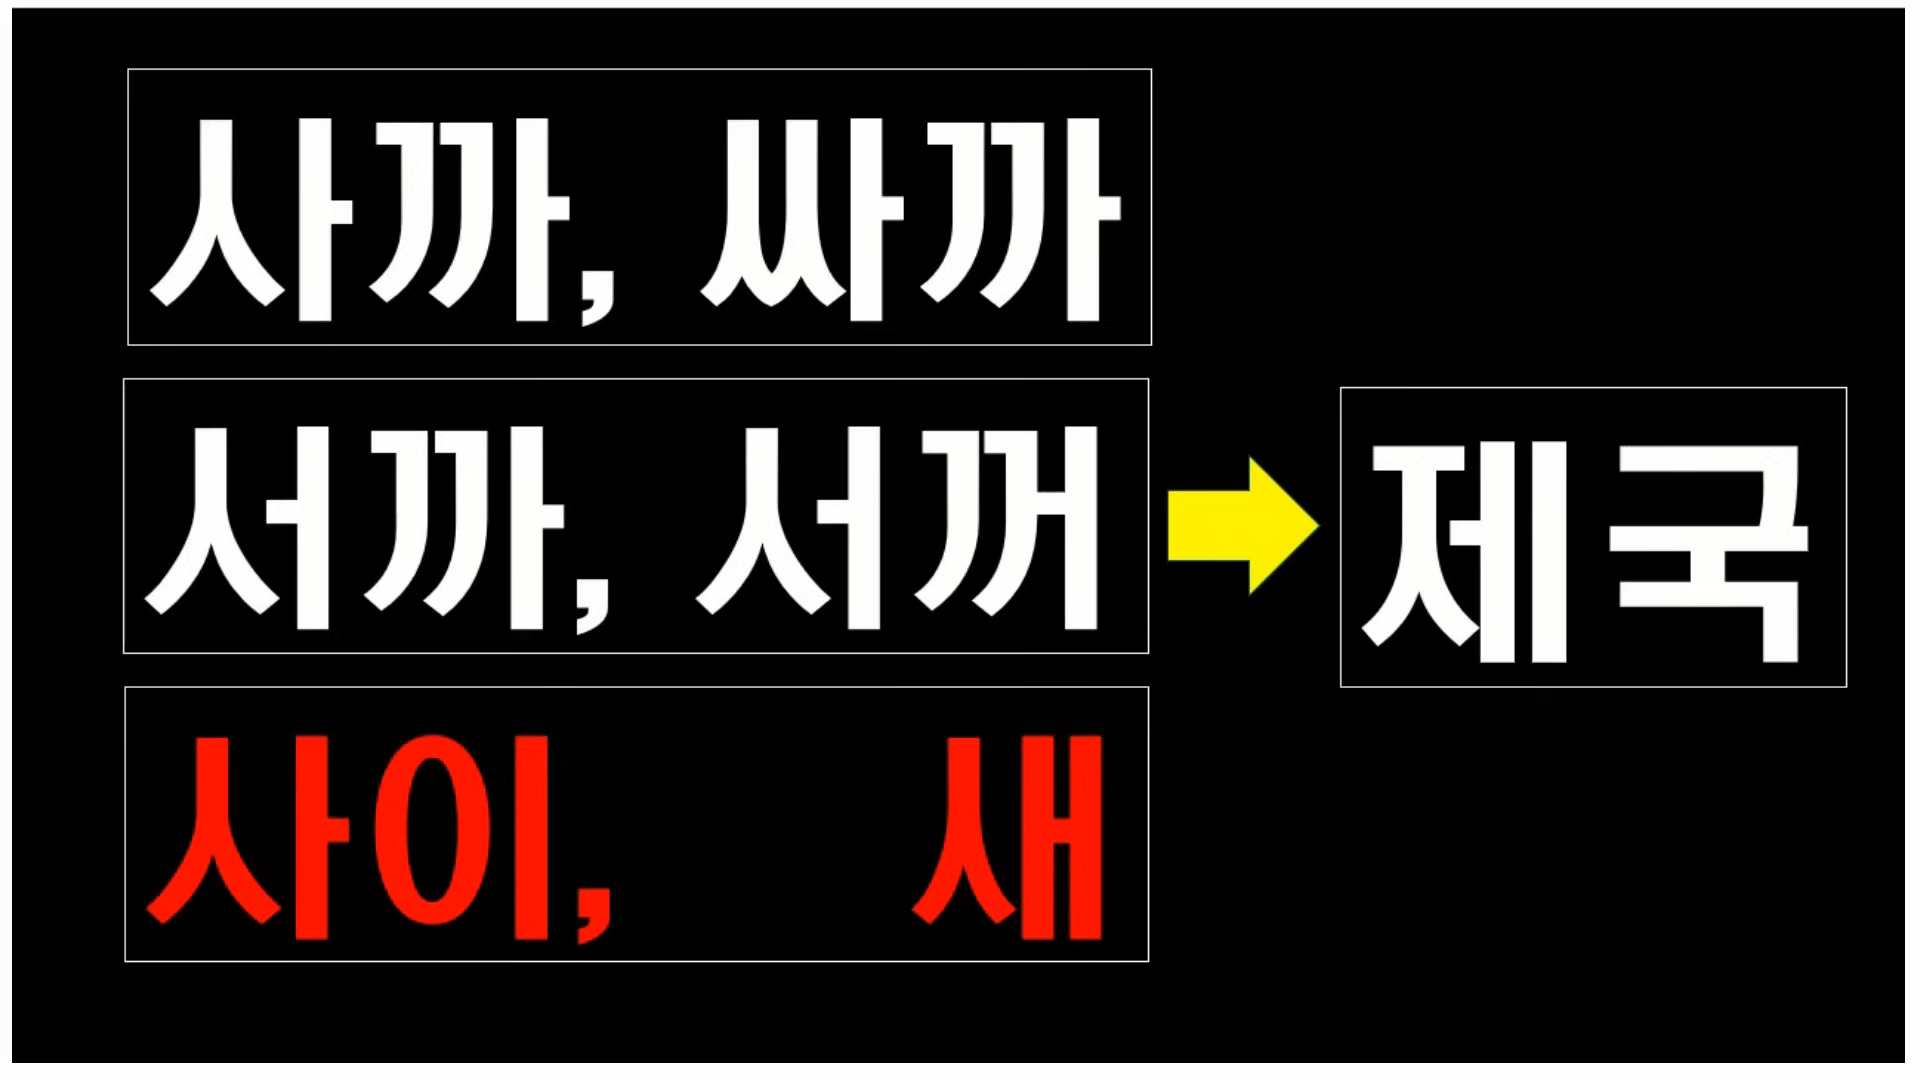 사까, 싸까
서까, 서꺼
제국
사이, 새